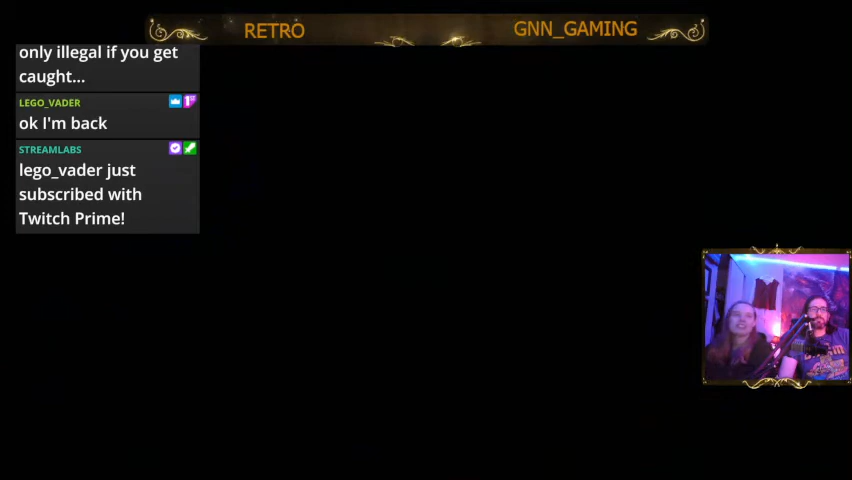 RETRO
GNN_GAMING
only illegal if you get
caught...
LEGO_VADER
ok I'm back
STREAMLABS
lego_vader just
subscribed with
Twitch Prime!